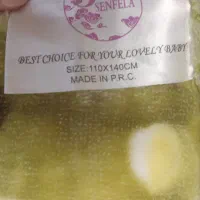 SENFELA
BEST CHOICE FOR YOUR LOVELY BABY
SIZE:110X140CM
MADE IN P.R.C.